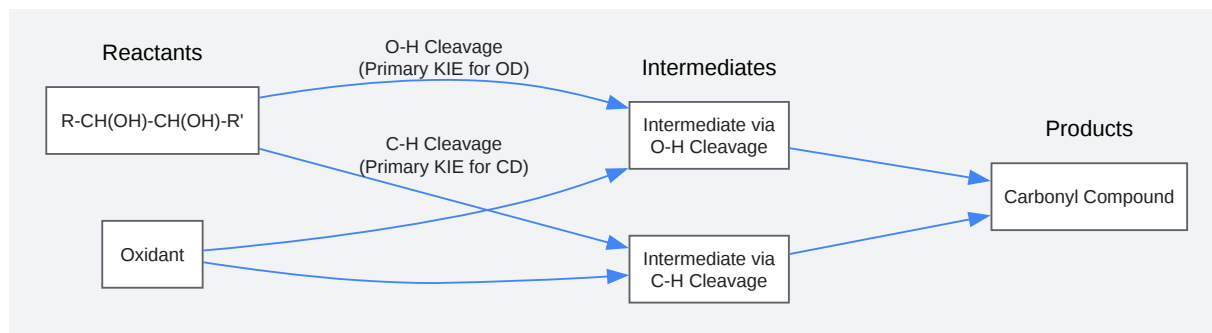 Reactants
R-CH(OH)-CH(OH)-R'
Oxidant
O-H Cleavage
(Primary KIE for OD)
C-H Cleavage
(Primary KIE for CD)
Intermediates
Intermediate via
O-H Cleavage
Intermediate via
C-H Cleavage
Products
Carbonyl Compound